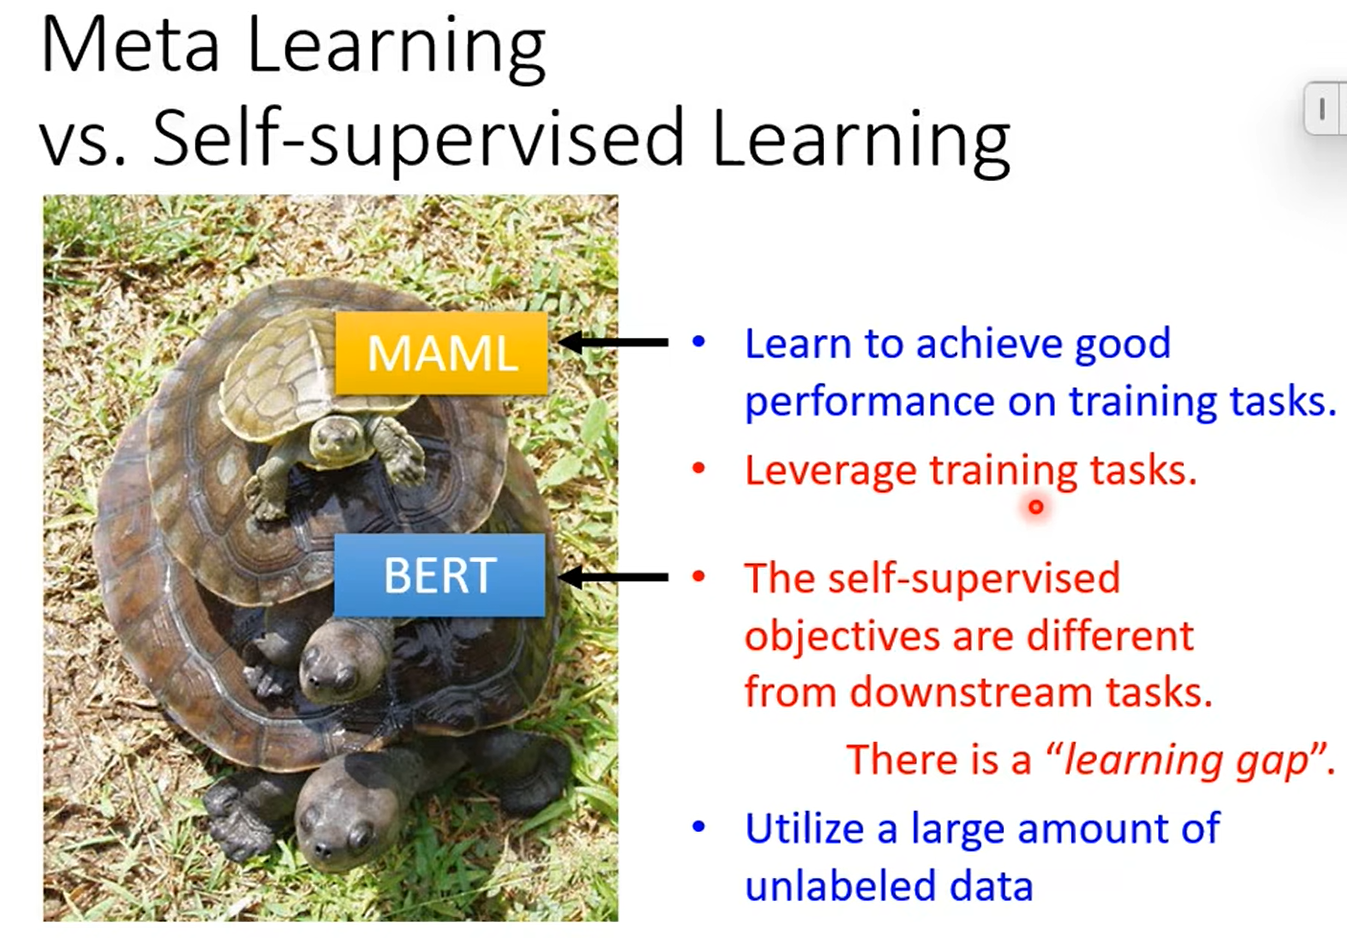 Meta Learning
vs. Self-supervised Learning
MAML
• Learn to achieve good
performance on training tasks.
• Leverage training tasks.
BERT
• The self-supervised
objectives are different
from downstream tasks.
There is a “learning gap”.
• Utilize a large amount of
unlabeled data